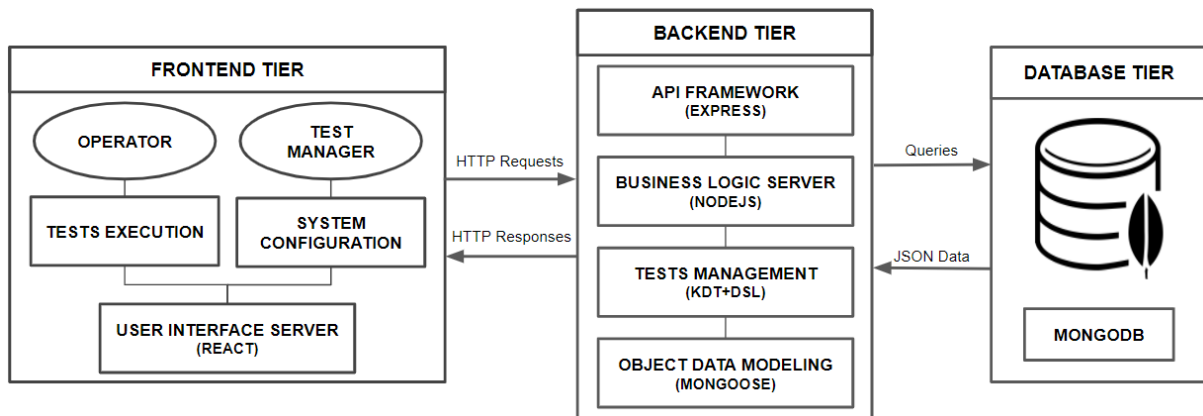 FRONTEND TIER
OPERATOR
TEST
MANAGER
TESTS EXECUTION
SYSTEM
CONFIGURATION
USER INTERFACE SERVER
(REACT)
HTTP Requests
HTTP Responses
BACKEND TIER
API FRAMEWORK
(EXPRESS)
BUSINESS LOGIC SERVER
(NODEJS)
TESTS MANAGEMENT
(KDT+DSL)
OBJECT DATA MODELING
(MONGOOSE)
Queries
JSON Data
DATABASE TIER
MONGODB